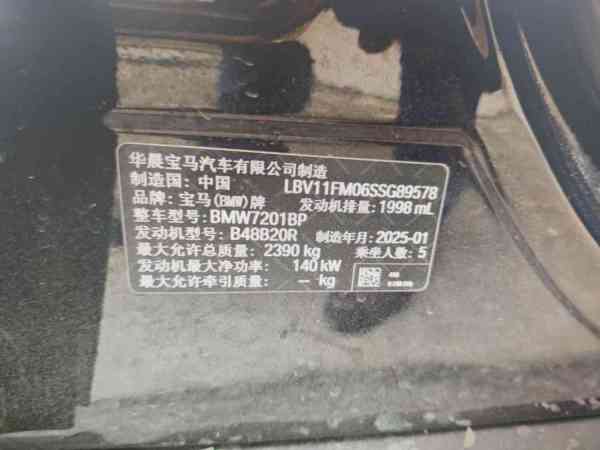 华晨宝马汽车有限公司制造
制造国: 中国 LBV11FM06SSG89578
品牌: 宝马(BMW)牌 发动机排量: 1998 mL
整车型号: BMW7201BP
发动机型号: B48B20R 制造年月: 2025-01
最大允许总质量: 2390 kg 乘坐人数: 5
发动机最大净功率: 140 kW
最大允许牵引质量: -- kg